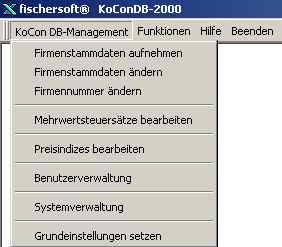 fischersoft® KoConDB-2000
KoCon DB-Management Funktionen Hilfe Beenden
Firmenstammdaten aufnehmen
Firmenstammdaten ändern
Firmennummer ändern
Mehrwertsteuersätze bearbeiten
Preisindizes bearbeiten
Benutzerverwaltung
Systemverwaltung
Grundeinstellungen setzen